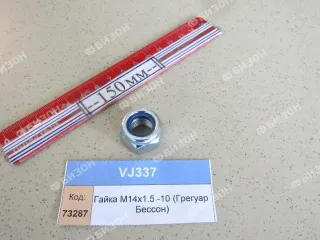 --150 мм--
VJ337
Код:
73287
Гайка М14х1.5 -10 (Грегуар
Бессон)
БИЗОН